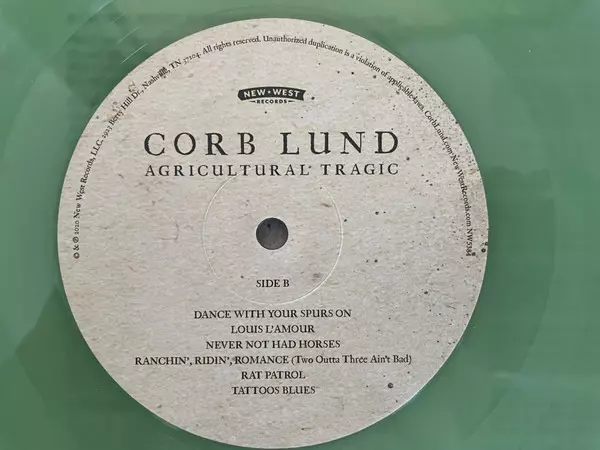 © & ℗ 2020 New West Records, LLC. 2923 Berry Hill Dr., Nashville, TN 37204. All rights reserved. Unauthorized duplication is a violation of applicable laws. CorbLund.com NewWestRecords.com NW5384
NEW • WEST
RECORDS
CORB LUND
AGRICULTURAL TRAGIC
SIDE B
DANCE WITH YOUR SPURS ON
LOUIS L'AMOUR
NEVER NOT HAD HORSES
RANCHIN', RIDIN', ROMANCE (Two Outta Three Ain't Bad)
RAT PATROL
TATTOOS BLUES